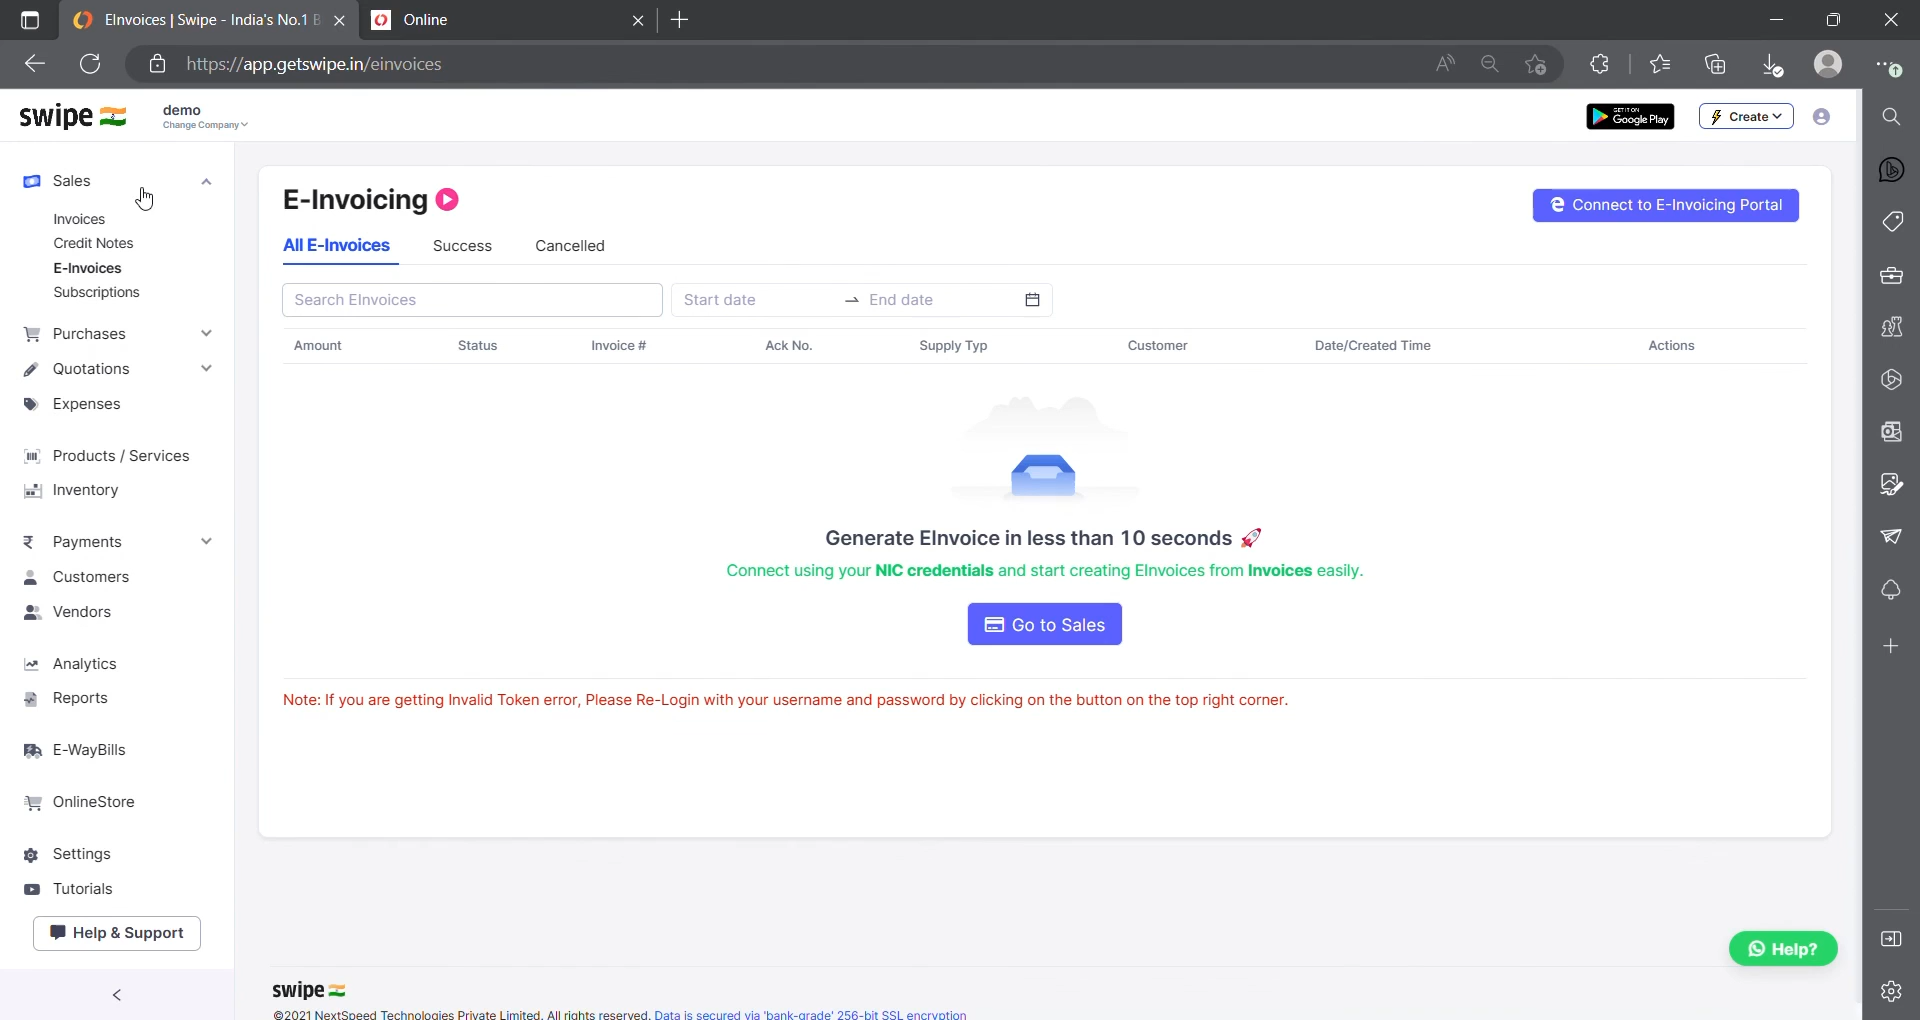 EInvoices | Swipe - India's No.1 B
Online
https://app.getswipe.in/einvoices
swipe
demo
Change Company
GET IT ON
Google Play
Create
Sales
Invoices
Credit Notes
E-Invoices
Subscriptions
Purchases
Quotations
Expenses
Products / Services
Inventory
Payments
Customers
Vendors
Analytics
Reports
E-WayBills
OnlineStore
Settings
Tutorials
Help & Support
E-Invoicing
Connect to E-Invoicing Portal
All E-Invoices Success Cancelled
Search EInvoices Start date → End date
Amount Status Invoice # Ack No. Supply Typ Customer Date/Created Time Actions
Generate EInvoice in less than 10 seconds 🚀
Connect using your NIC credentials and start creating EInvoices from Invoices easily.
Go to Sales
Note: If you are getting Invalid Token error, Please Re-Login with your username and password by clicking on the button on the top right corner.
Help?
swipe
©2021 NextSpeed Technologies Private Limited. All rights reserved. Data is secured via 'bank-grade' 256-bit SSL encryption